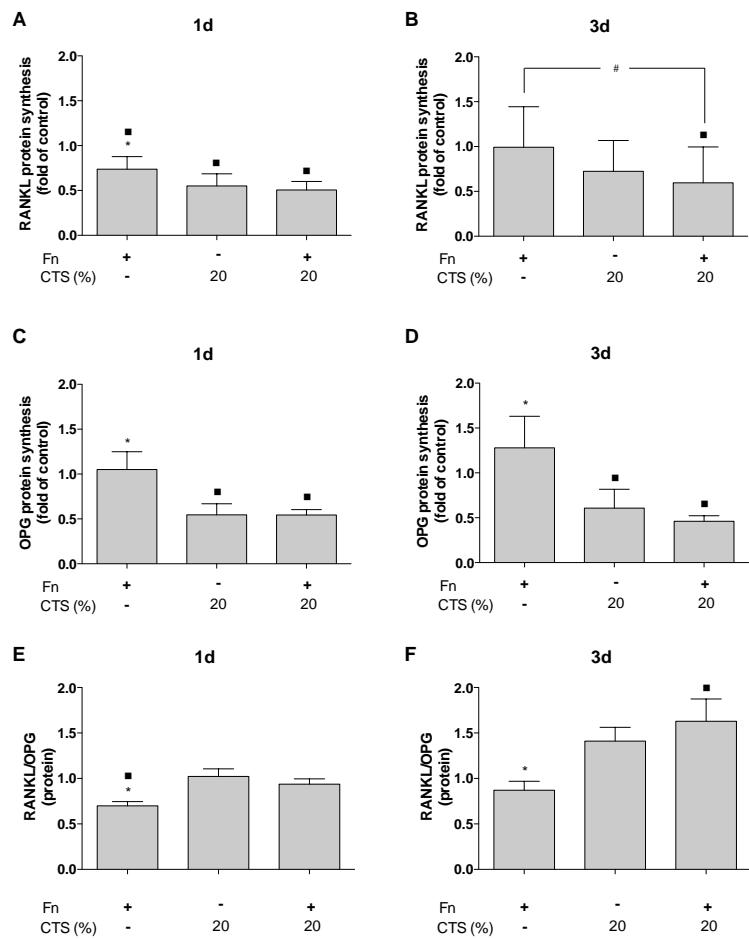 A
1d
RANKL protein synthesis
(fold of control)
2.0
1.5
1.0
0.5
0.0
■
*
■
■
Fn + - +
CTS (%) - 20 20
B
3d
RANKL protein synthesis
(fold of control)
2.0
1.5
1.0
0.5
0.0
#
■
Fn + - +
CTS (%) - 20 20
C
1d
OPG protein synthesis
(fold of control)
2.0
1.5
1.0
0.5
0.0
*
■
■
Fn + - +
CTS (%) - 20 20
D
3d
OPG protein synthesis
(fold of control)
2.0
1.5
1.0
0.5
0.0
*
■
■
Fn + - +
CTS (%) - 20 20
E
1d
RANKL/OPG
(protein)
2.0
1.5
1.0
0.5
0.0
■
*
Fn + - +
CTS (%) - 20 20
F
3d
RANKL/OPG
(protein)
2.0
1.5
1.0
0.5
0.0
*
■
Fn + - +
CTS (%) - 20 20